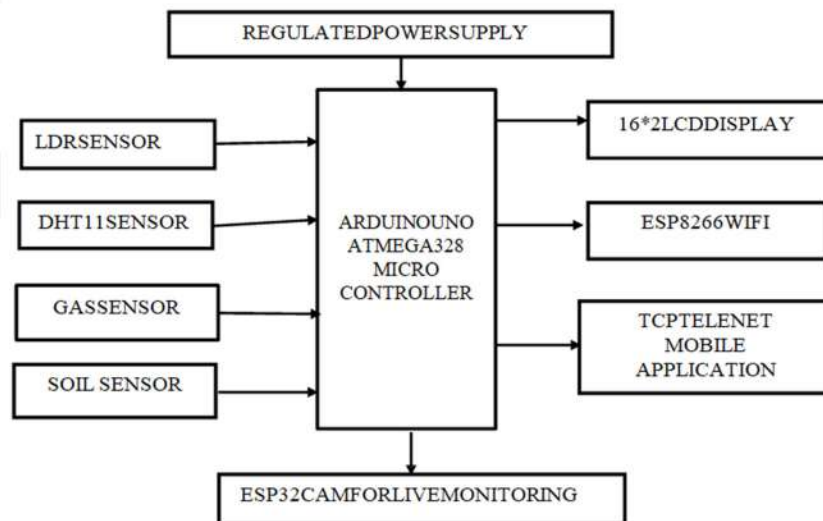 REGULATEDPOWERSUPPLY
LDRSENSOR
DHT11SENSOR
GASSENSOR
SOIL SENSOR
ARDUINOUNO
ATMEGA328
MICRO
CONTROLLER
16*2LCDDISPLAY
ESP8266WIFI
TCPTELENET
MOBILE
APPLICATION
ESP32CAMFORLIVEMONITORING